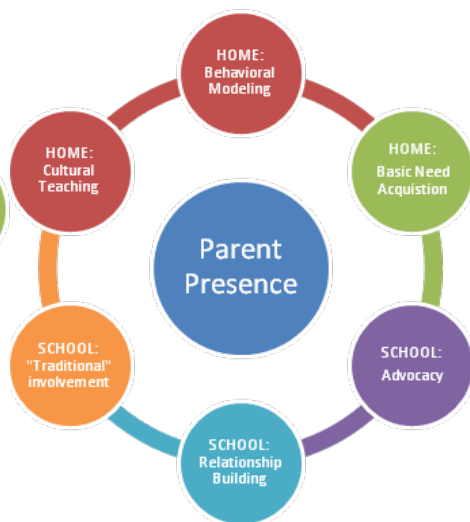 HOME:
Behavioral
Modeling
HOME:
Cultural
Teaching
HOME:
Basic Need
Acquistion
Parent
Presence
SCHOOL:
"Traditional"
involvement
SCHOOL:
Advocacy
SCHOOL:
Relationship
Building